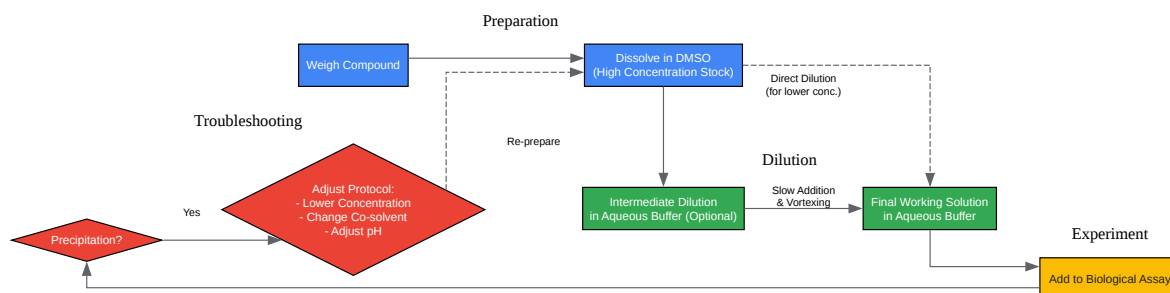 Preparation
Weigh Compound
Dissolve in DMSO
(High Concentration Stock)
Direct Dilution
(for lower conc.)
Troubleshooting
Re-prepare
Dilution
Adjust Protocol:
- Lower Concentration
- Change Co-solvent
- Adjust pH
Intermediate Dilution
in Aqueous Buffer (Optional)
Slow Addition
& Vortexing
Final Working Solution
in Aqueous Buffer
Yes
Precipitation?
Experiment
Add to Biological Assay